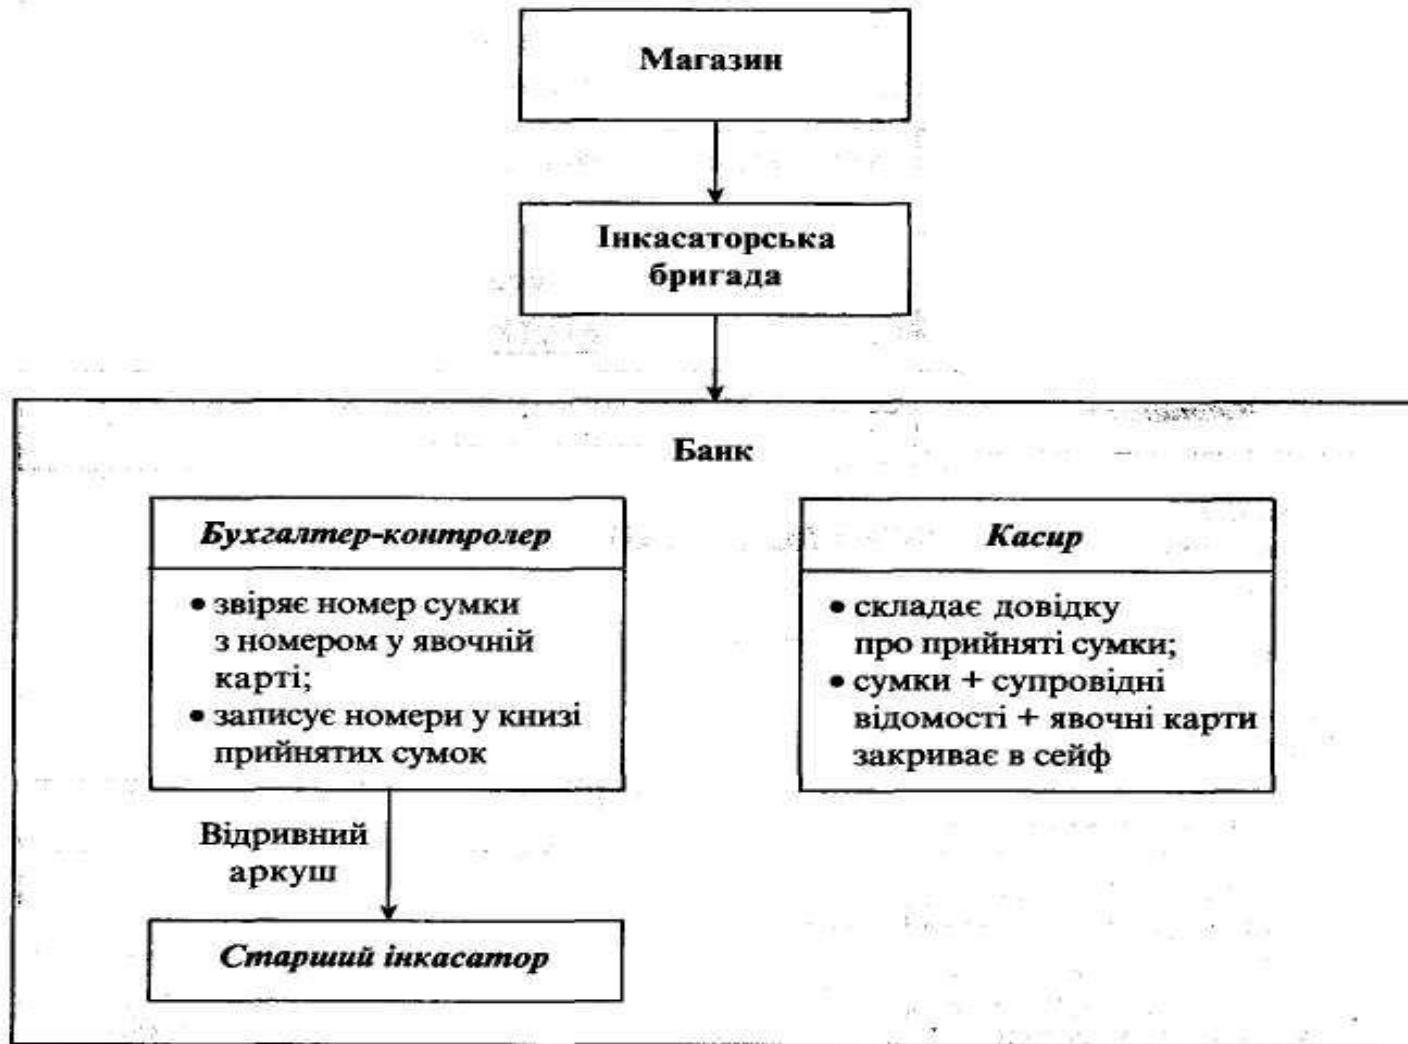 Магазин
Інкасаторська
бригада
Банк
Бухгалтер-контролер
• звіряє номер сумки
з номером у явочній
карті;
• записує номери у книзі
прийнятих сумок
Касир
• складає довідку
про прийняті сумки;
• сумки + супровідні
відомості + явочні карти
закриває в сейф
Відривний
аркуш
Старший інкасатор